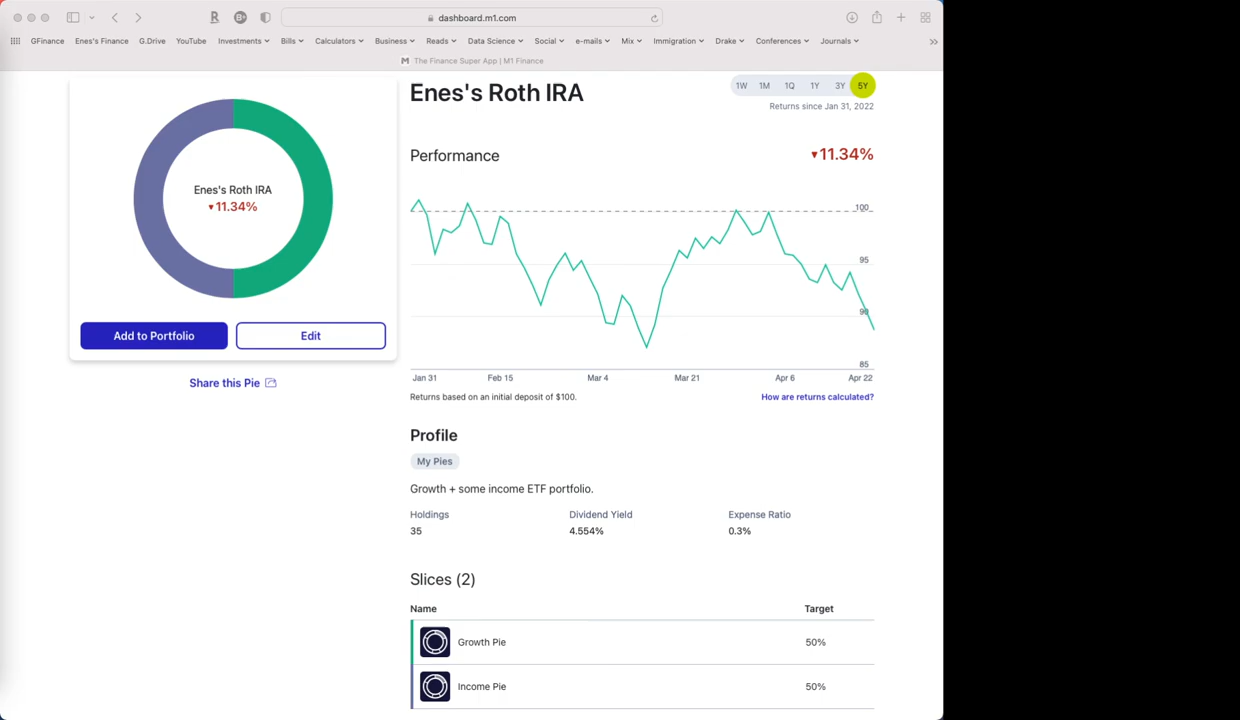 dashboard.m1.com
GFinance Enes's Finance G.Drive YouTube Investments Bills Calculators Business Reads Data Science Social e-mails Mix Immigration Drake Conferences Journals
M The Finance Super App | M1 Finance
Enes's Roth IRA
1W 1M 1Q 1Y 3Y 5Y
Returns since Jan 31, 2022
Enes's Roth IRA
▼11.34%
Add to Portfolio Edit
Share this Pie
Performance ▼11.34%
100
95
90
85
Jan 31 Feb 15 Mar 4 Mar 21 Apr 6 Apr 22
Returns based on an initial deposit of $100. How are returns calculated?
Profile
My Pies
Growth + some income ETF portfolio.
Holdings Dividend Yield Expense Ratio
35 4.554% 0.3%
Slices (2)
Name Target
Growth Pie 50%
Income Pie 50%